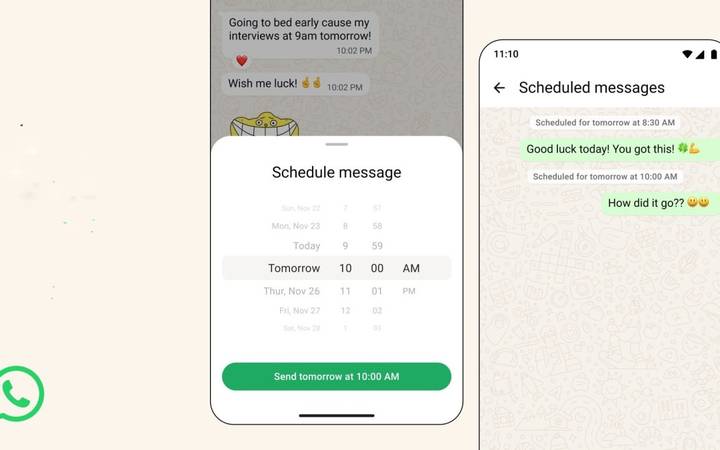 Going to bed early cause my
interviews at 9am tomorrow!
10:02 PM
Wish me luck! 🤞🤞 10:02 PM
Schedule message
Sun, Nov 22 7 57
Mon, Nov 23 8 58
Today 9 59
Tomorrow 10 00 AM
Thur, Nov 26 11 01 PM
Fri, Nov 27 12 02
Sat, Nov 28 1 03
Send tomorrow at 10:00 AM
11:10
Scheduled messages
Scheduled for tomorrow at 8:30 AM
Good luck today! You got this! 🍀💪
Scheduled for tomorrow at 10:00 AM
How did it go?? 😀😀